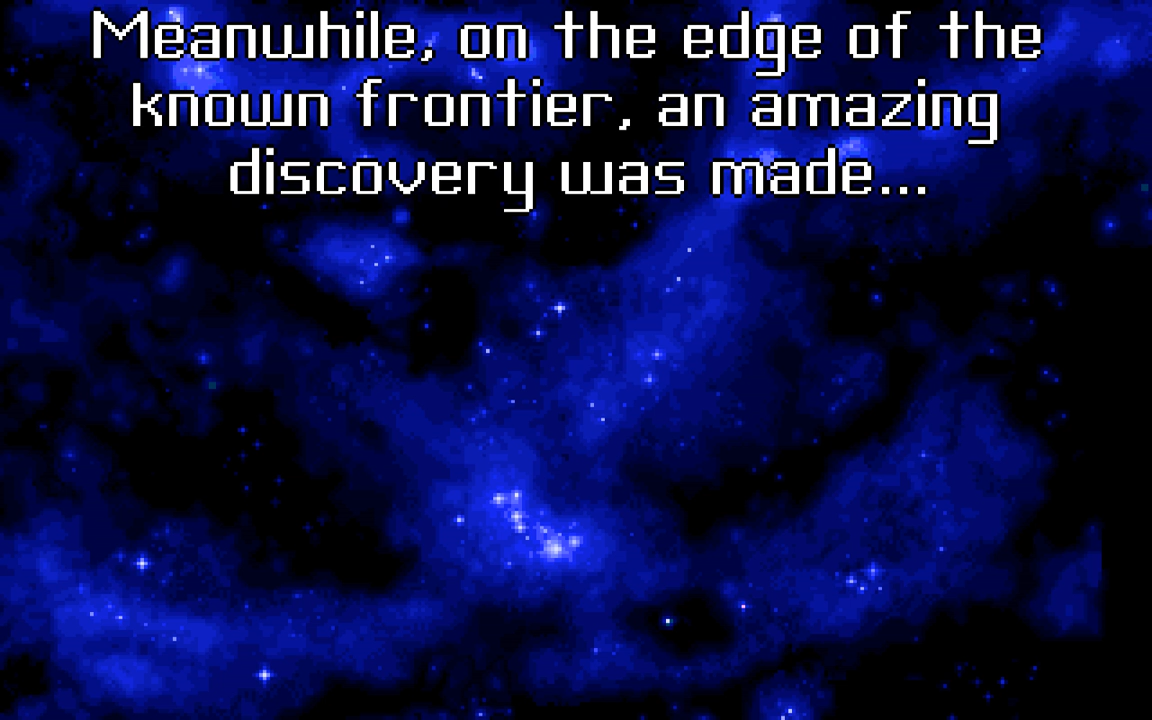 Meanwhile, on the edge of the
known frontier, an amazing
discovery was made...